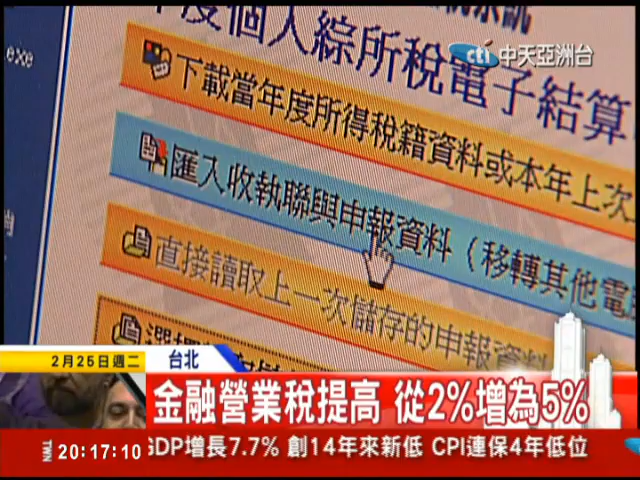 年度個人綜所稅電子結算
cti 中天亞洲台
exe
下載當年度所得稅籍資料或本年上次
匯入收執聯與申報資料（移轉其他電
直接讀取上一次儲存的申報資料
2月25日週二
台北
金融營業稅提高 從2%增為5%
TWN 20:17:10
GDP增長7.7% 創14年來新低 CPI連保4年低位